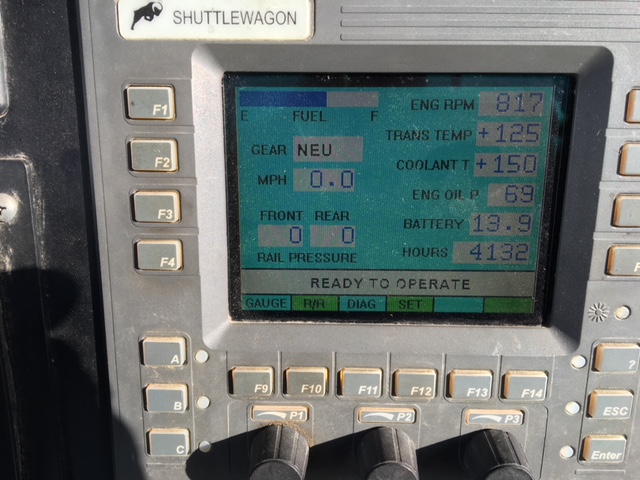 SHUTTLEWAGON
F1
F2
F3
F4
E FUEL F
GEAR NEU
MPH 0.0
FRONT REAR
0 0
RAIL PRESSURE
ENG RPM 817
TRANS TEMP +125
COOLANT T +150
ENG OIL P 69
BATTERY 13.9
HOURS 4132
READY TO OPERATE
GAUGE R/R DIAG SET
A
B
C
F9 F10 F11 F12 F13 F14
P1 P2 P3
?
ESC
Enter